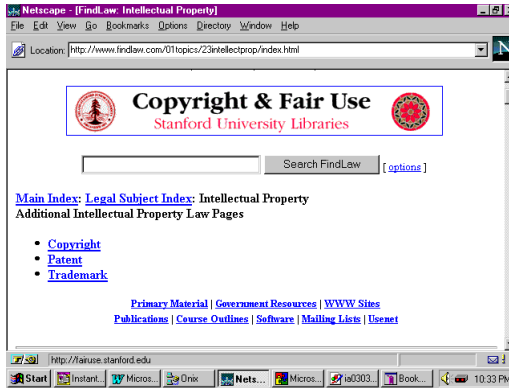 Netscape - [FindLaw: Intellectual Property]
File Edit View Go Bookmarks Options Directory Window Help
Location: http://www.findlaw.com/01topics/23intellectprop/index.html
N
Copyright & Fair Use
Stanford University Libraries
Search FindLaw [ options ]
Main Index: Legal Subject Index: Intellectual Property
Additional Intellectual Property Law Pages
• Copyright
• Patent
• Trademark
Primary Material | Government Resources | WWW Sites
Publications | Course Outlines | Software | Mailing Lists | Usenet
http://fairuse.stanford.edu
Start Instant... Micros... Onix Nets... Micros... ia0303... Book... 10:33 PM